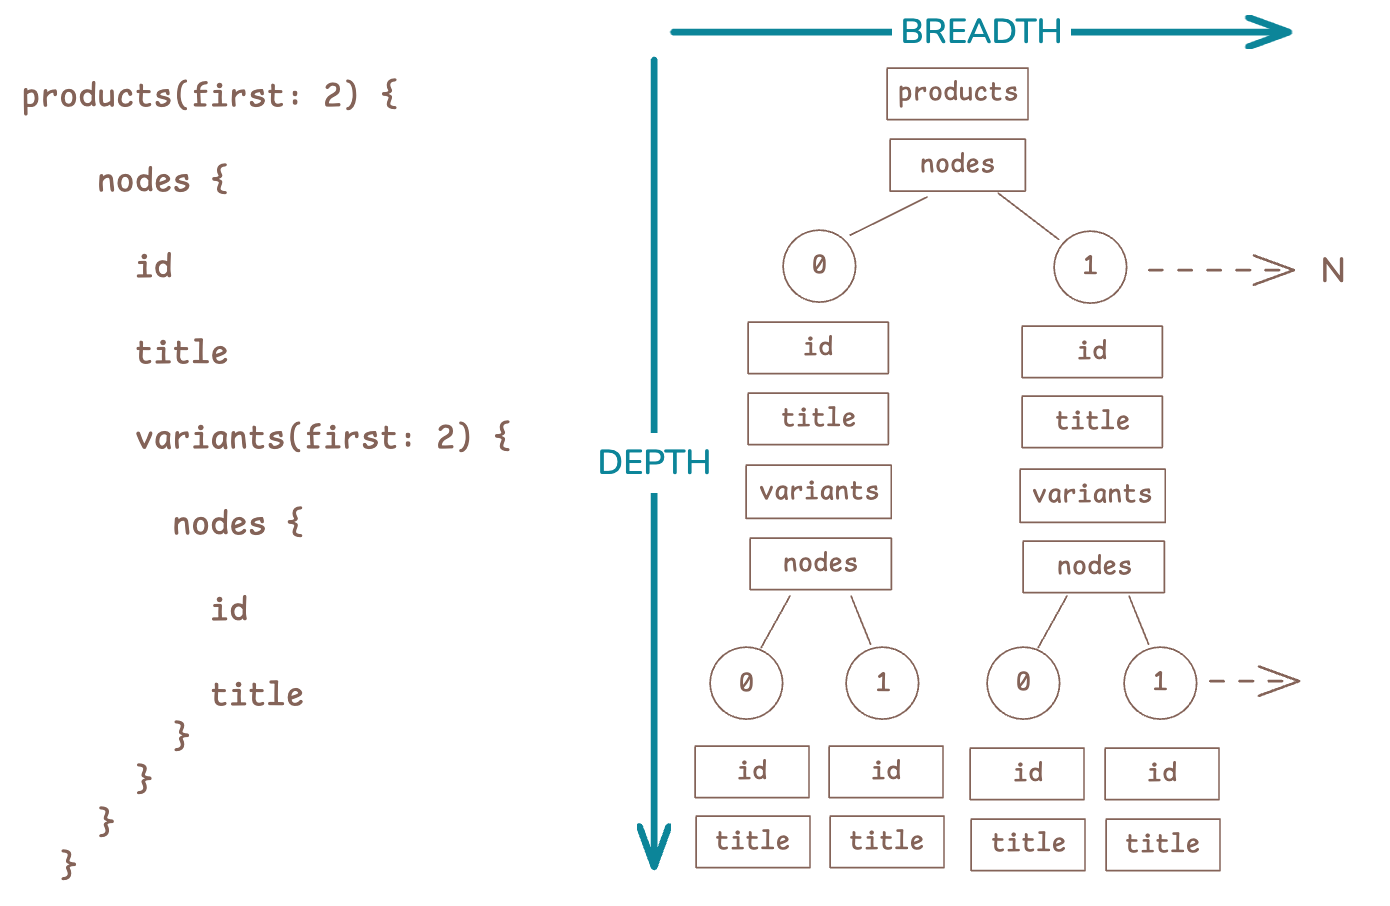 products(first: 2) {
nodes {
id
title
variants(first: 2) {
nodes {
id
title
}
}
}
}
BREADTH
DEPTH
products
nodes
0
1
N
id
id
title
title
variants
variants
nodes
nodes
0
1
0
1
id
id
id
id
title
title
title
title